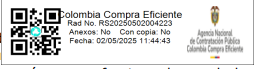 Colombia Compra Eficiente
Rad No. RS20250502004223
Anexos: No Con copia: No
Fecha: 02/05/2025 11:44:43
Agencia Nacional
de Contratación Pública
Colombia Compra Eficiente